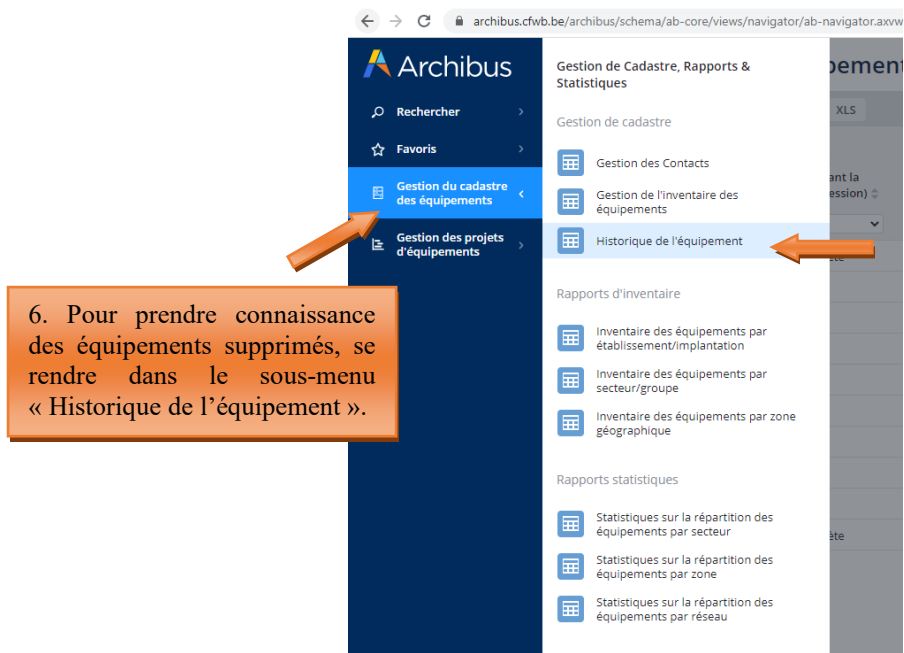 archibus.cfwb.be/archibus/schema/ab-core/views/navigator/ab-navigator.axvw
Archibus
Rechercher
Favoris
Gestion du cadastre
des équipements
Gestion des projets
d'équipements
6. Pour prendre connaissance
des équipements supprimés, se
rendre dans le sous-menu
« Historique de l’équipement ».
Gestion de Cadastre, Rapports &
Statistiques
Gestion de cadastre
Gestion des Contacts
Gestion de l'inventaire des
équipements
Historique de l'équipement
Rapports d'inventaire
Inventaire des équipements par
établissement/implantation
Inventaire des équipements par
secteur/groupe
Inventaire des équipements par zone
géographique
Rapports statistiques
Statistiques sur la répartition des
équipements par secteur
Statistiques sur la répartition des
équipements par zone
Statistiques sur la répartition des
équipements par réseau
pement
XLS
ant la
ession)
ète